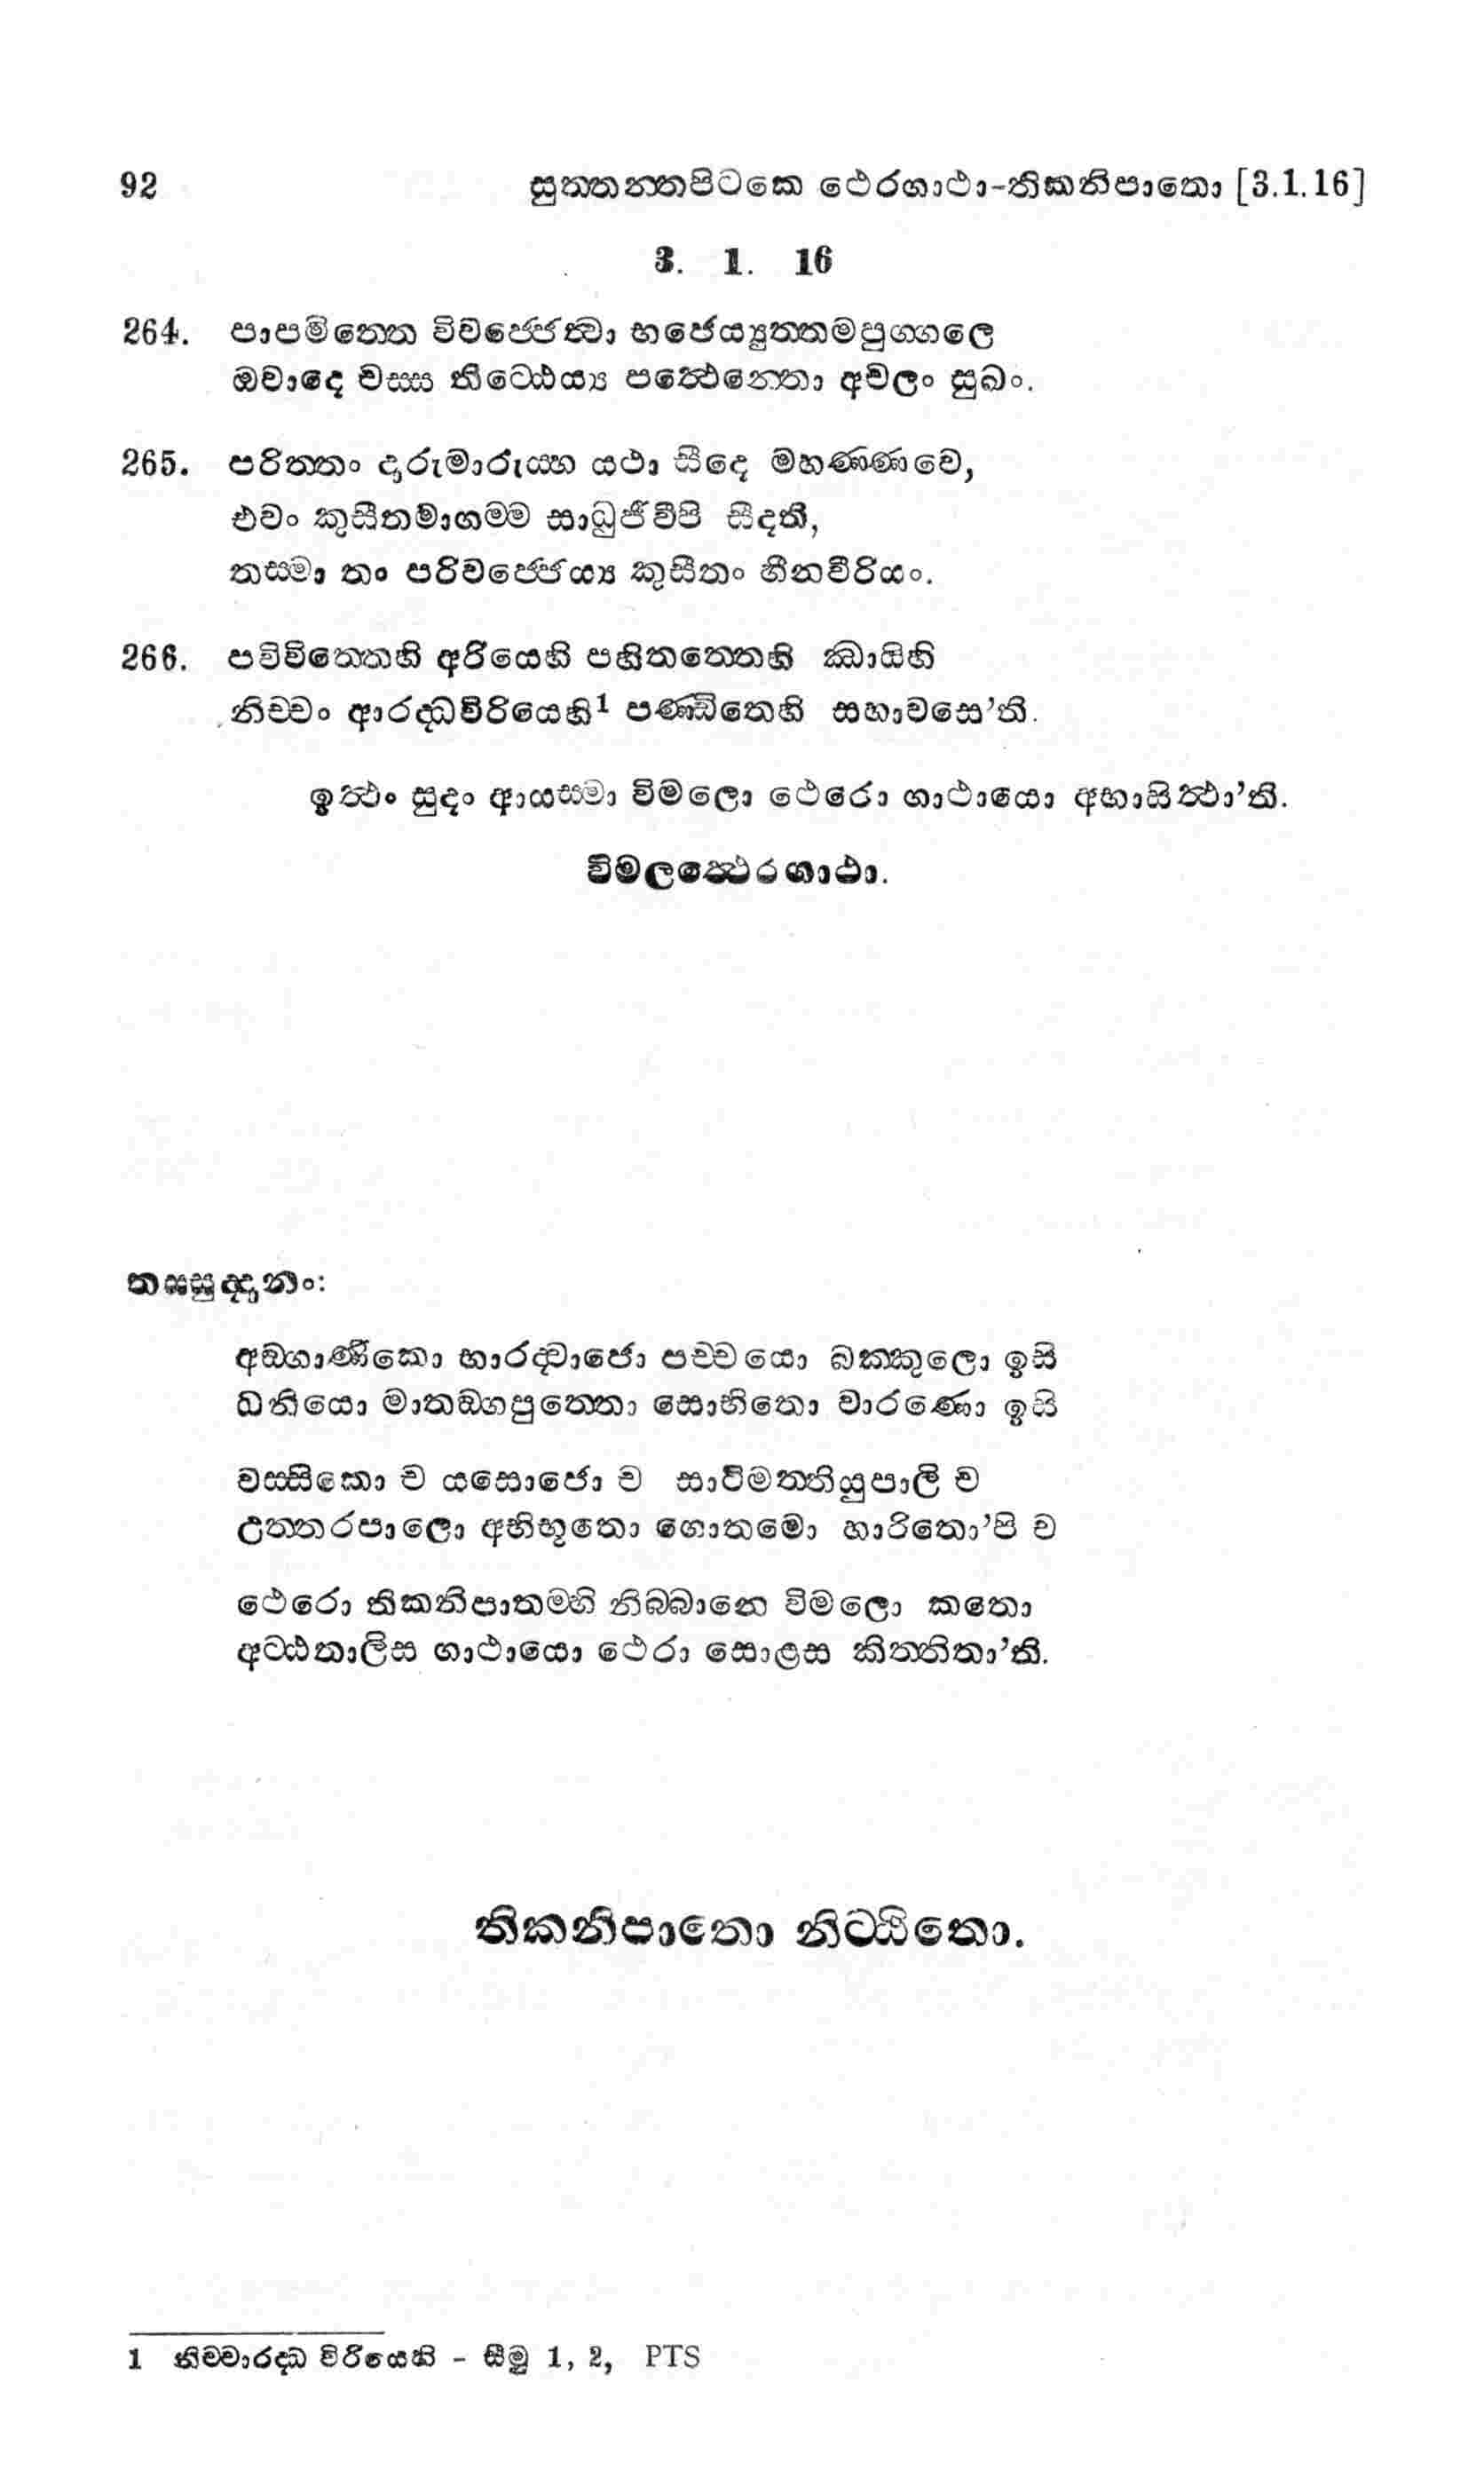 92 සුත්තන්තපිටකෙ ථෙරගාථා-තිකනිපාතො [3.1.16]
3. 1. 16
264. පාපමිත්තෙ විවජ්ජෙත්වා භජෙය්‍යුත්තමපුග්ගලෙ
ඔවාදෙ චස්ස තිට්ඨෙය්‍ය පත්ථෙන්තො අචලං සුඛං.
265. පරිත්තං දාරුමාරුය්හ යථා සීදෙ මහණ්ණවෙ,
එවං කුසීතමාගම්ම සාධුජීවීපි සීදති,
තස්මා තං පරිවජ්ජෙය්‍ය කුසීතං හීනවීරියං.
266. පවිවිත්තෙහි අරියෙහි පහිතත්තෙහි ඣායිහි
නිච්චං ආරද්ධවිරියෙහි1 පණ්ඩිතෙහි සහාවසෙ'ති.
ඉත්ථං සුදං ආයස්මා විමලො ථෙරො ගාථායො අභාසිත්ථා'ති.
විමලත්ථෙරගාථා.
තස්සුද්දානං:
අඞ්ගණිකො භාරද්වාජො පච්චයො බක්කුලො ඉසි
ධනියො මාතඞ්ගපුත්තො සොභිතො වාරණො ඉසි
වස්සිකො ච යසොජො ච සාටිමත්තියුපාලි ච
උත්තරපාලො අභිභූතො ගොතමො හාරිතො'පි ච
ථෙරො තිකනිපාතම්හි නිබ්බානෙ විමලො කතො
අට්ඨතාලිස ගාථායො ථෙරා සොළස කිත්තිතා'ති.
තිකනිපාතො නිට්ඨිතො.
1 නිච්චාරද්ධ විරියෙහි - සීමු 1, 2, PTS